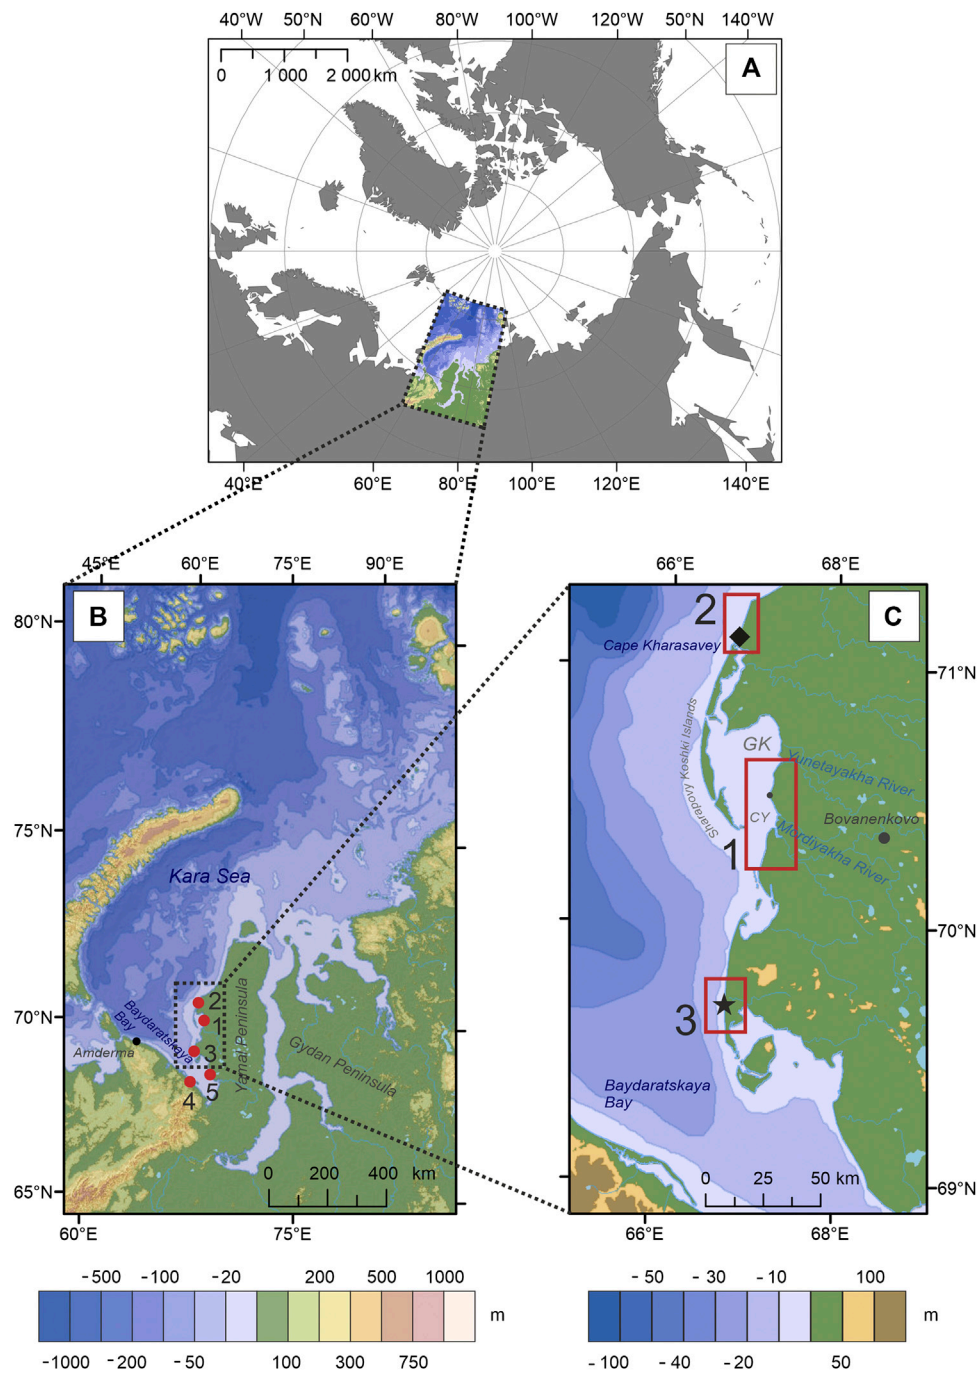 40°W 50°N 60°W 80°W 100°W 120°W 50°N 140°W
A
0 1 000 2 000 km
40°E 60°E 80°E 100°E 120°E 140°E
45°E 60°E 75°E 90°E
B
80°N
75°N
70°N
65°N
Kara Sea
Baydaratskaya
Bay
Amderma
Yamal Peninsula
Gydan Peninsula
2
1
3
5
4
0 200 400 km
60°E 75°E
66°E 68°E
C
2
Cape Kharasavey
71°N
Sharapovy Koshki Islands
GK
Yunetayakha River
CY
Bovanenkovo
Mordiyakha River
1
70°N
3
Baydaratskaya
Bay
0 25 50 km
69°N
66°E 68°E
-500 -100 -20 200 500 1000
m
-1000 -200 -50 100 300 750
-50 -30 -10 100
m
-100 -40 -20 50